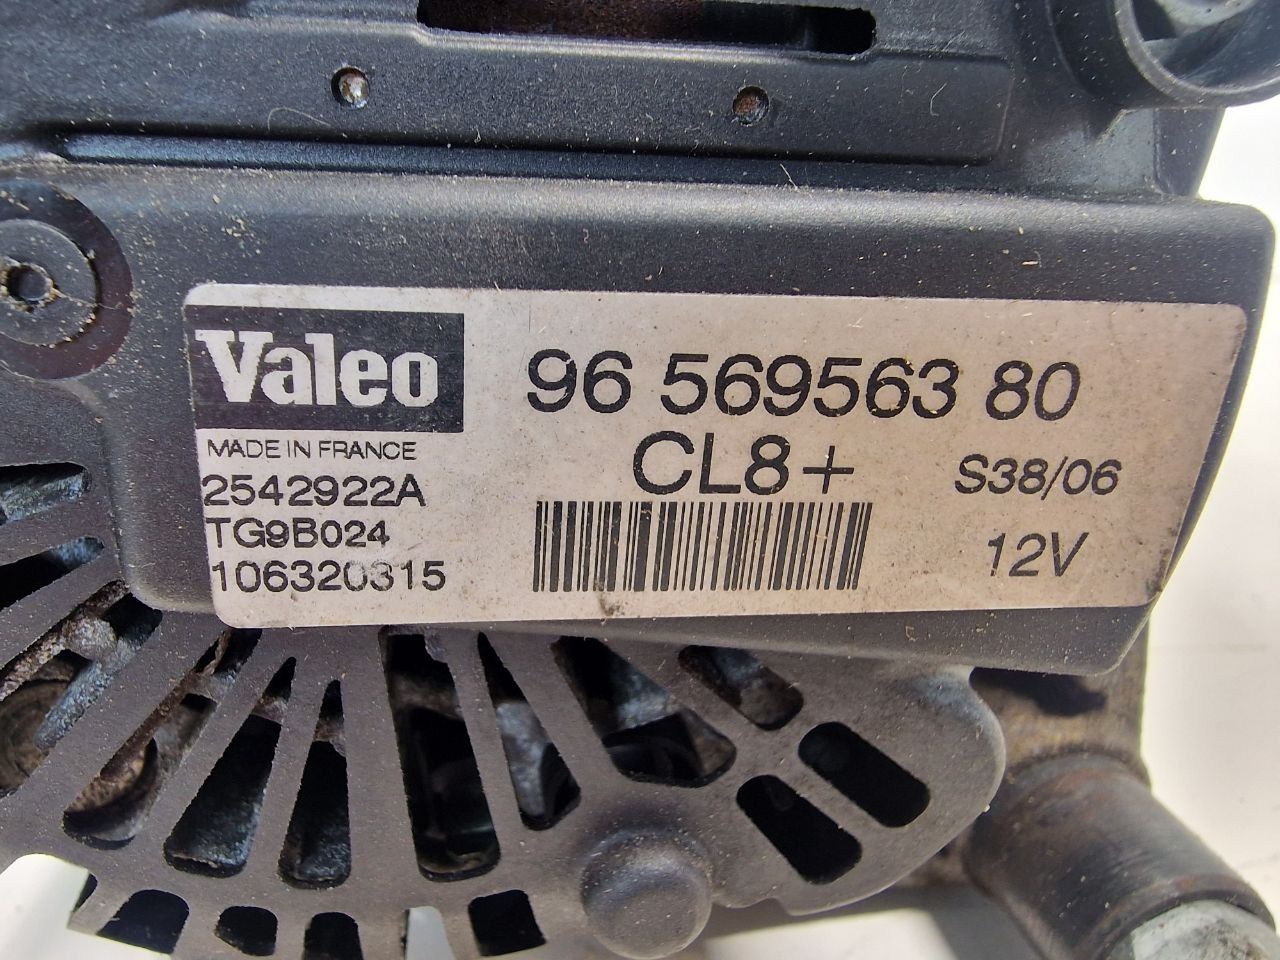 Valeo
MADE IN FRANCE
2542922A
TG9B024
106320315
96 569563 80
CL8+
S38/06
12V